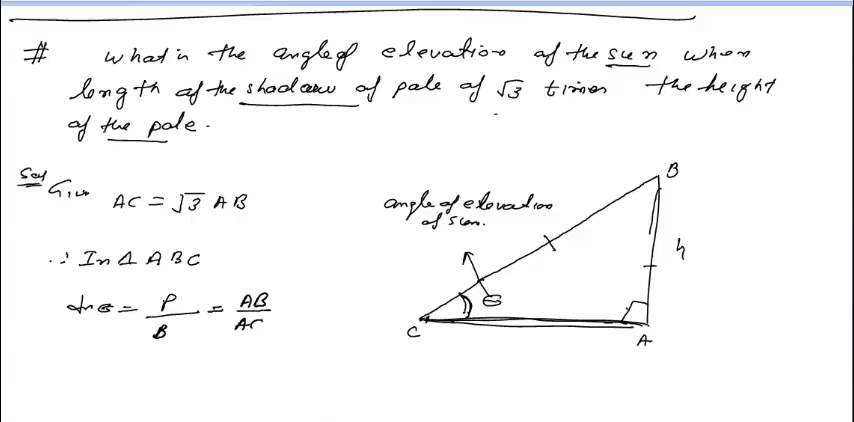 # What is the angle of elevation of the sun when
length of the shadow of pole of √3 times the height
of the pole.
Sol Given AC = √3 AB
angle of elevation
of sun.
∴ In Δ ABC
tan θ = P/B = AB/AC
B
h
θ
C
A